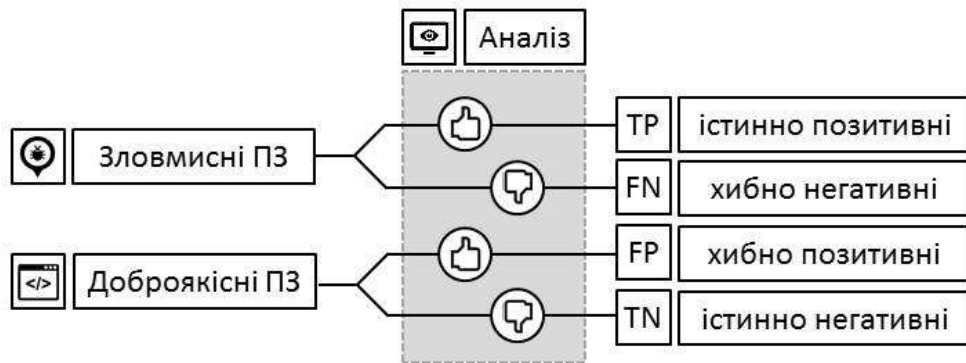 Аналіз
Зловмисні ПЗ
TP істинно позитивні
FN хибно негативні
Доброякісні ПЗ
</>
FP хибно позитивні
TN істинно негативні